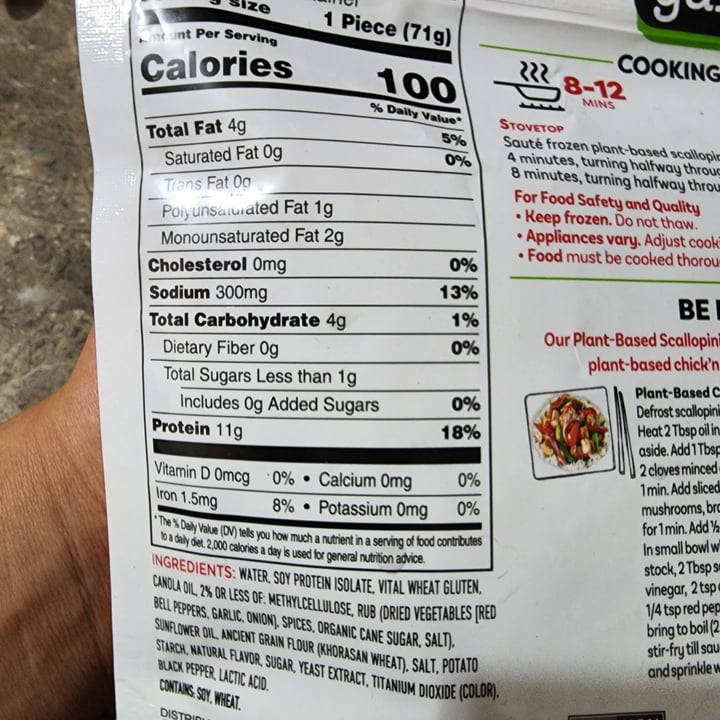 size
1 Piece (71g)
Amount Per Serving
Calories 100
% Daily Value*
Total Fat 4g 5%
Saturated Fat 0g 0%
Trans Fat 0g
Polyunsaturated Fat 1g
Monounsaturated Fat 2g
Cholesterol 0mg 0%
Sodium 300mg 13%
Total Carbohydrate 4g 1%
Dietary Fiber 0g 0%
Total Sugars Less than 1g
Includes 0g Added Sugars 0%
Protein 11g 18%
Vitamin D 0mcg 0% • Calcium 0mg 0%
Iron 1.5mg 8% • Potassium 0mg 0%
*The % Daily Value (DV) tells you how much a nutrient in a serving of food contributes
to a daily diet. 2,000 calories a day is used for general nutrition advice.
INGREDIENTS: WATER, SOY PROTEIN ISOLATE, VITAL WHEAT GLUTEN,
CANOLA OIL, 2% OR LESS OF: METHYLCELLULOSE, RUB (DRIED VEGETABLES [RED
BELL PEPPERS, GARLIC, ONION], SPICES, ORGANIC CANE SUGAR, SALT),
SUNFLOWER OIL, ANCIENT GRAIN FLOUR (KHORASAN WHEAT), SALT, POTATO
STARCH, NATURAL FLAVOR, SUGAR, YEAST EXTRACT, TITANIUM DIOXIDE (COLOR),
BLACK PEPPER, LACTIC ACID.
CONTAINS: SOY, WHEAT.
COOKING
8-12
MINS
STOVETOP
Sauté frozen plant-based scallopin
4 minutes, turning halfway throug
8 minutes, turning halfway throu
For Food Safety and Quality
• Keep frozen. Do not thaw.
• Appliances vary. Adjust cook
• Food must be cooked thorou
BE
Our Plant-Based Scallopini
plant-based chick'n
Plant-Based C
Defrost scallopini
Heat 2 Tbsp oil in
aside. Add 1 Tbsp
2 cloves minced
1 min. Add sliced
mushrooms, bro
for 1 min. Add ½
In small bowl w
stock, 2 Tbsp s
vinegar, 2 tsp
1/4 tsp red pep
bring to boil (2
stir-fry till sau
and sprinkle w